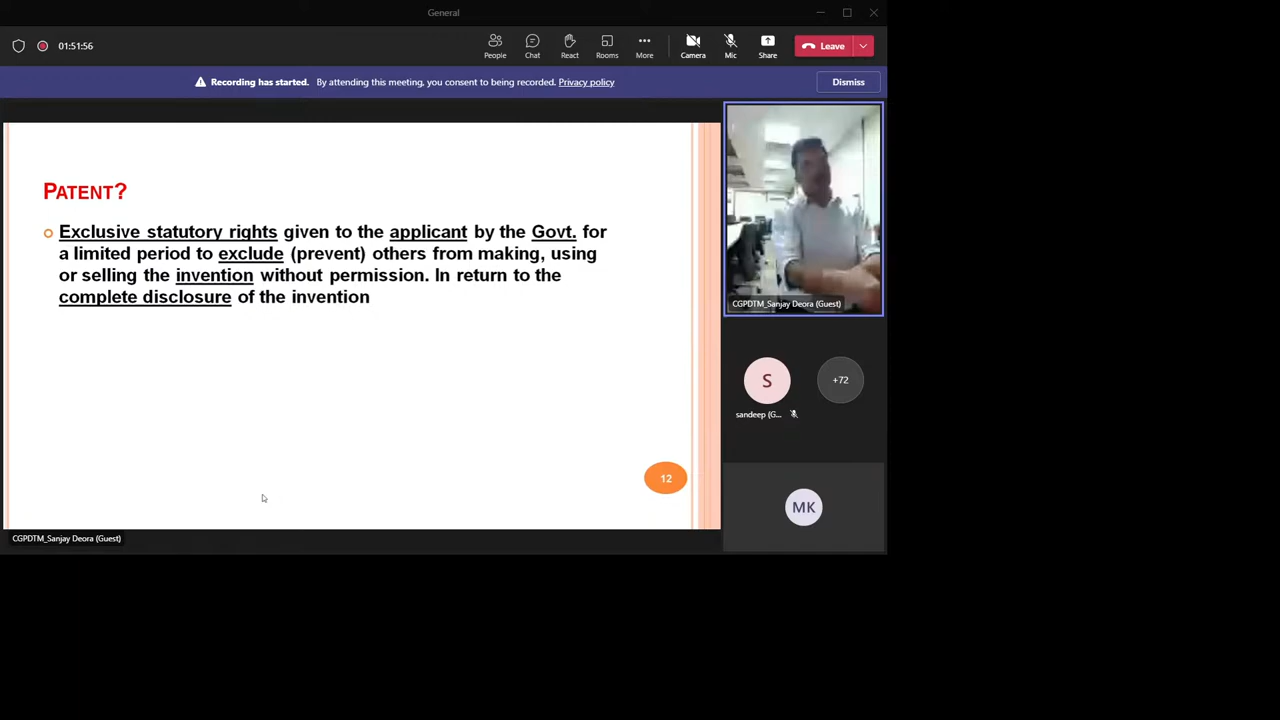 General
01:51:56
People
Chat
React
Rooms
More
Camera
Mic
Share
Leave
Recording has started. By attending this meeting, you consent to being recorded. Privacy policy
Dismiss
PATENT?
Exclusive statutory rights given to the applicant by the Govt. for
a limited period to exclude (prevent) others from making, using
or selling the invention without permission. In return to the
complete disclosure of the invention
12
CGPDTM_Sanjay Deora (Guest)
CGPDTM_Sanjay Deora (Guest)
S
+72
sandeep (G...
MK